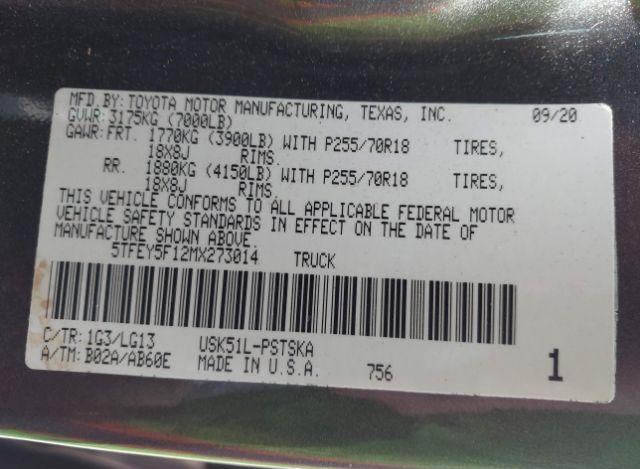 MFD.BY: TOYOTA MOTOR MANUFACTURING, TEXAS, INC. 09/20
GVWR: 3175KG (7000LB)
GAWR: FRT. 1770KG (3900LB) WITH P255/70R18 TIRES,
18X8J RIMS.
RR. 1880KG (4150LB) WITH P255/70R18 TIRES,
18X8J RIMS.
THIS VEHICLE CONFORMS TO ALL APPLICABLE FEDERAL MOTOR
VEHICLE SAFETY STANDARDS IN EFFECT ON THE DATE OF
MANUFACTURE SHOWN ABOVE.
5TFEY5F12MX273014 TRUCK
C/TR: 1G3/LG13 USK51L-PSTSKA
A/TM: B02A/AB60E MADE IN U.S.A. 756 1